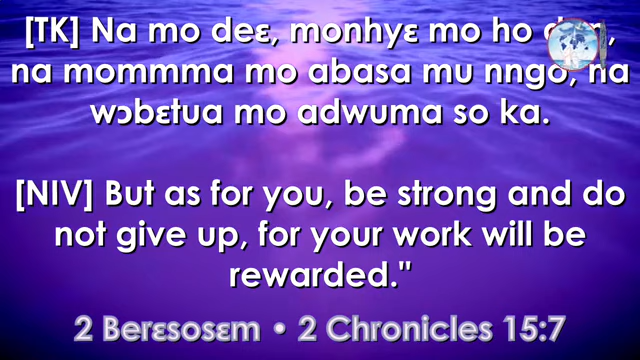 [TK] Na mo deɛ, monhyɛ mo ho
na mommma mo abasa mu nngo, na
wɔbɛtua mo adwuma so ka.
[NIV] But as for you, be strong and do
not give up, for your work will be
rewarded."
2 Berɛsosɛm • 2 Chronicles 15:7